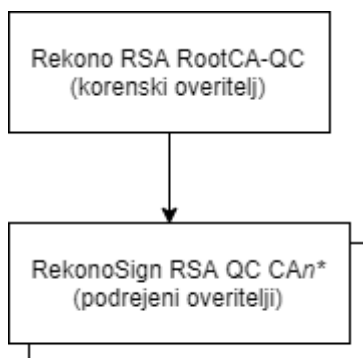 Rekono RSA RootCA-QC
(korenski overitelj)
RekonoSign RSA QC CAn*
(podrejeni overitelji)